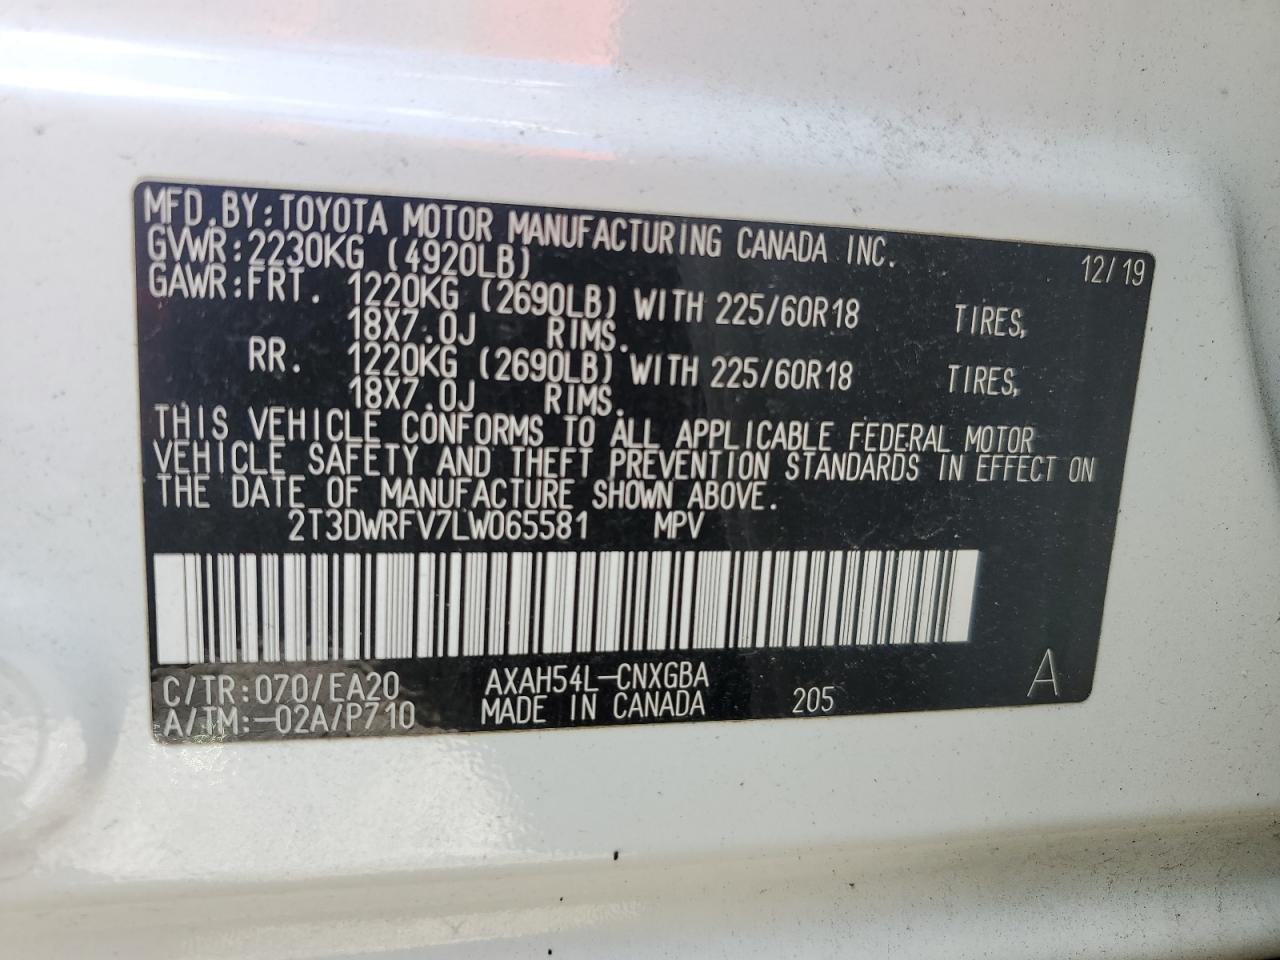 MFD.BY:TOYOTA MOTOR MANUFACTURING CANADA INC. 12/19
GVWR:2230KG (4920LB)
GAWR:FRT. 1220KG (2690LB) WITH 225/60R18 TIRES,
18X7.0J RIMS.
RR. 1220KG (2690LB) WITH 225/60R18 TIRES,
18X7.0J RIMS.
THIS VEHICLE CONFORMS TO ALL APPLICABLE FEDERAL MOTOR
VEHICLE SAFETY AND THEFT PREVENTION STANDARDS IN EFFECT ON
THE DATE OF MANUFACTURE SHOWN ABOVE.
2T3DWRFV7LW065581 MPV
C/TR:070/EA20 AXAH54L-CNXGBA
A/TM:-02A/P710 MADE IN CANADA 205 A